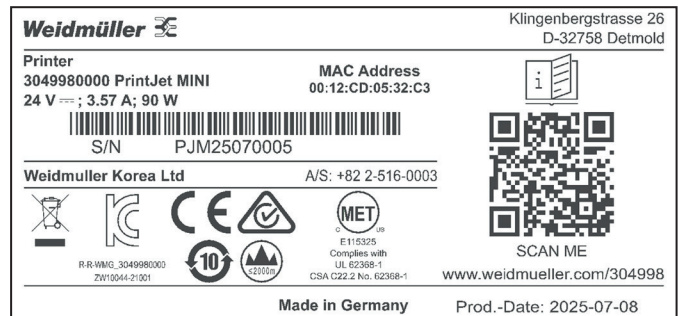 Weidmüller
Klingenbergstrasse 26
D-32758 Detmold
Printer
3049980000 PrintJet MINI
24 V ⎓; 3.57 A; 90 W
MAC Address
00:12:CD:05:32:C3
S/N PJM25070005
Weidmuller Korea Ltd
A/S: +82 2-516-0003
R-R-WMG_3049980000
ZW10044-21001
CE
10
≤2000m
MET
C US
E115325
Complies with
UL 62368-1
CSA C22.2 No. 62368-1
SCAN ME
www.weidmueller.com/304998
Made in Germany
Prod.-Date: 2025-07-08